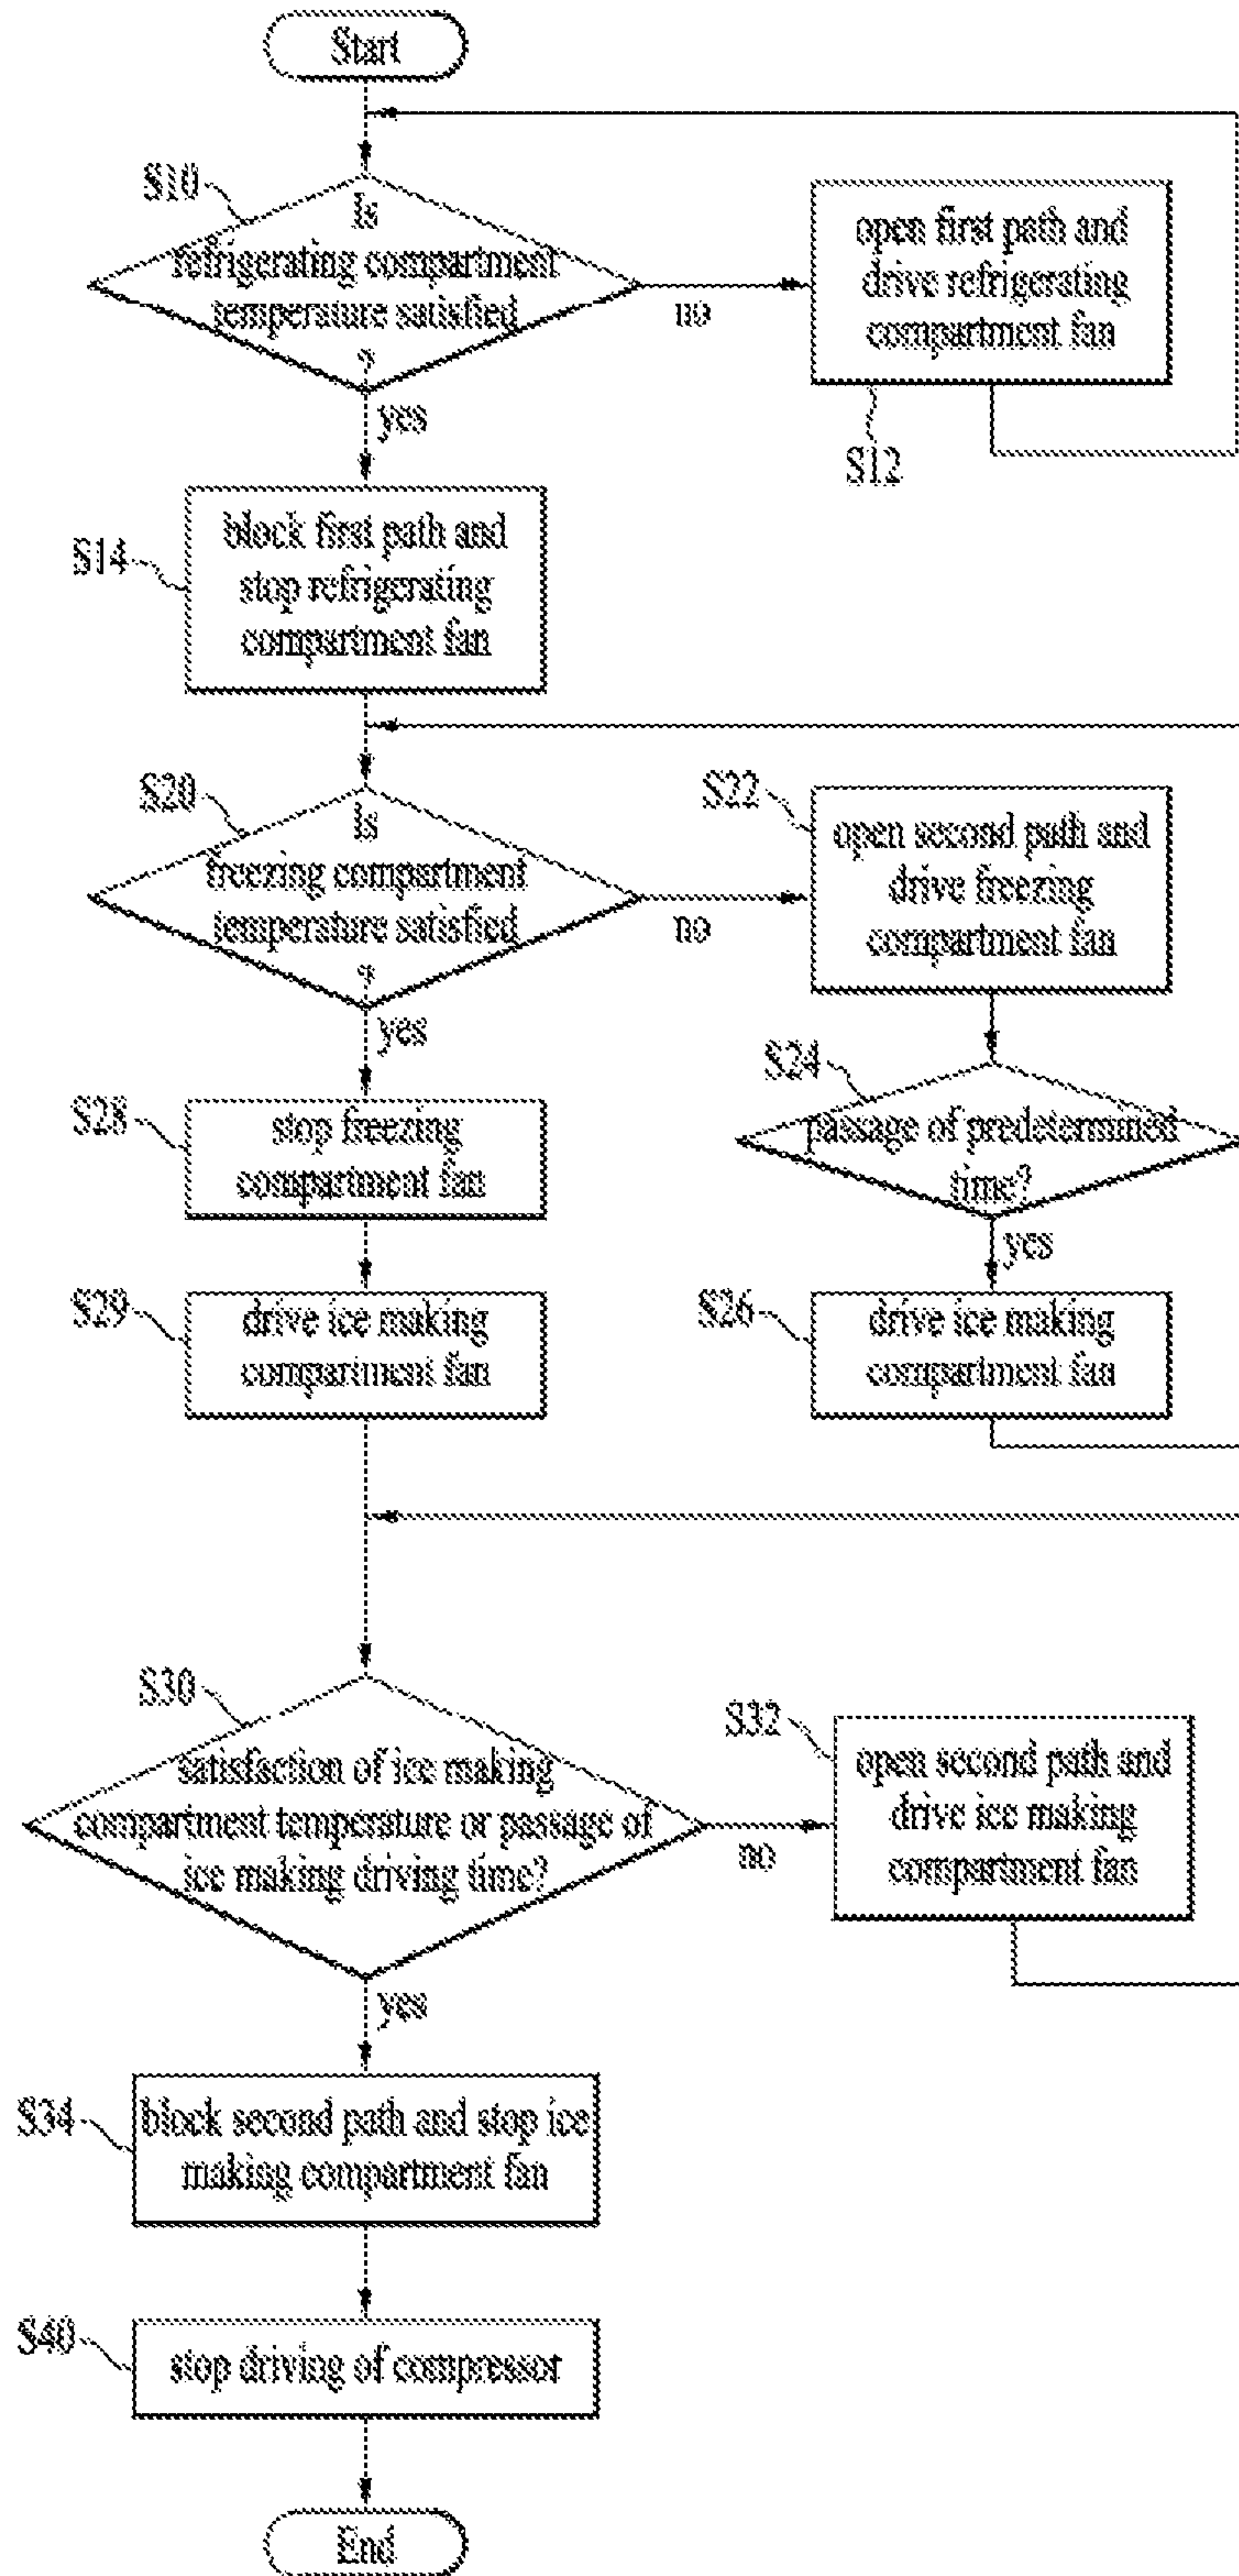 Start
S10
Is
refrigerating compartment
temperature satisfied
?
no
yes
open first path and
drive refrigerating
compartment fan
S12
S14
block first path and
stop refrigerating
compartment fan
S20
Is
freezing compartment
temperature satisfied
?
no
yes
S22
open second path and
drive freezing
compartment fan
S24
passage of predetermined
time?
yes
S28
stop freezing
compartment fan
S29
drive ice making
compartment fan
S26
drive ice making
compartment fan
S30
satisfaction of ice making
compartment temperature or passage of
ice making driving time?
no
yes
S32
open second path and
drive ice making
compartment fan
S34
block second path and stop ice
making compartment fan
S40
stop driving of compressor
End